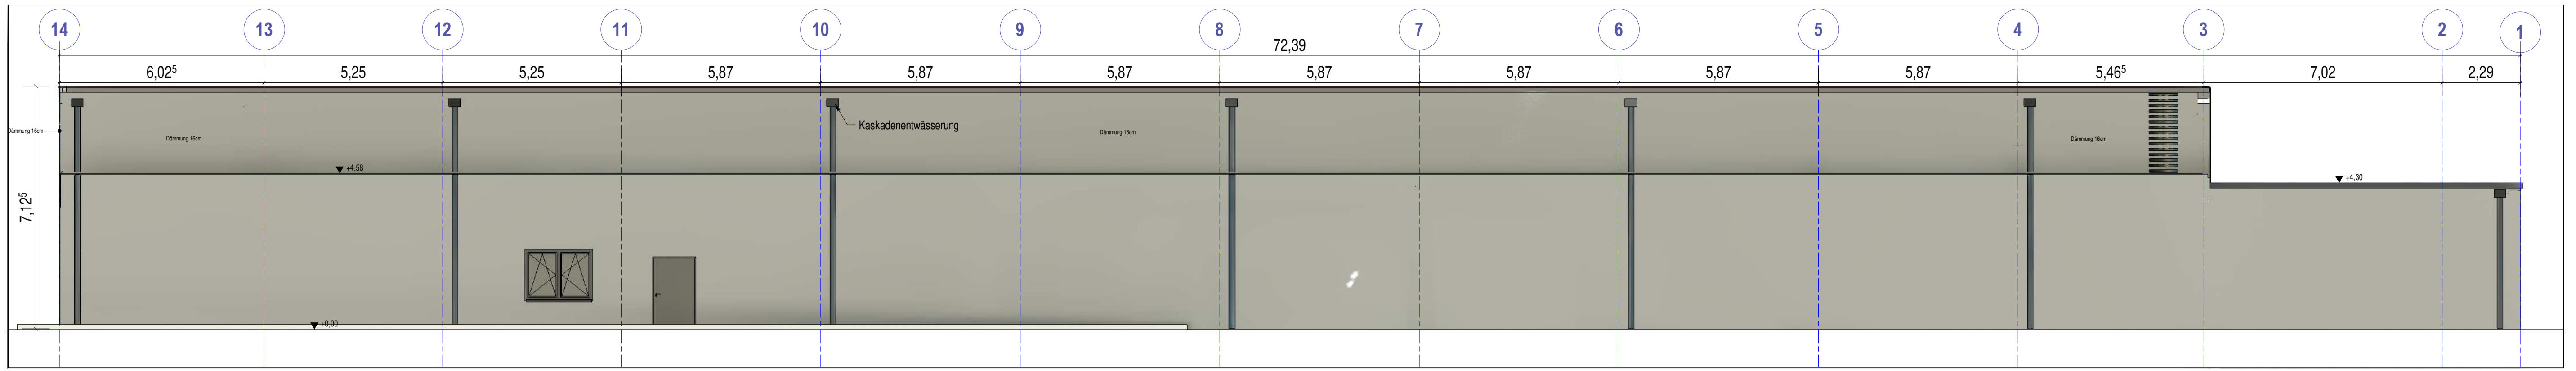 14 13 12 11 10 9 8 7 6 5 4 3 2 1
72,39
6,02⁵ 5,25 5,25 5,87 5,87 5,87 5,87 5,87 5,87 5,87 5,46⁵ 7,02 2,29
Kaskadenentwässerung
Dämmung 16cm
Dämmung 16cm
Dämmung 16cm
Dämmung 16cm
+4,58
+4,30
7,12⁵
±0,00